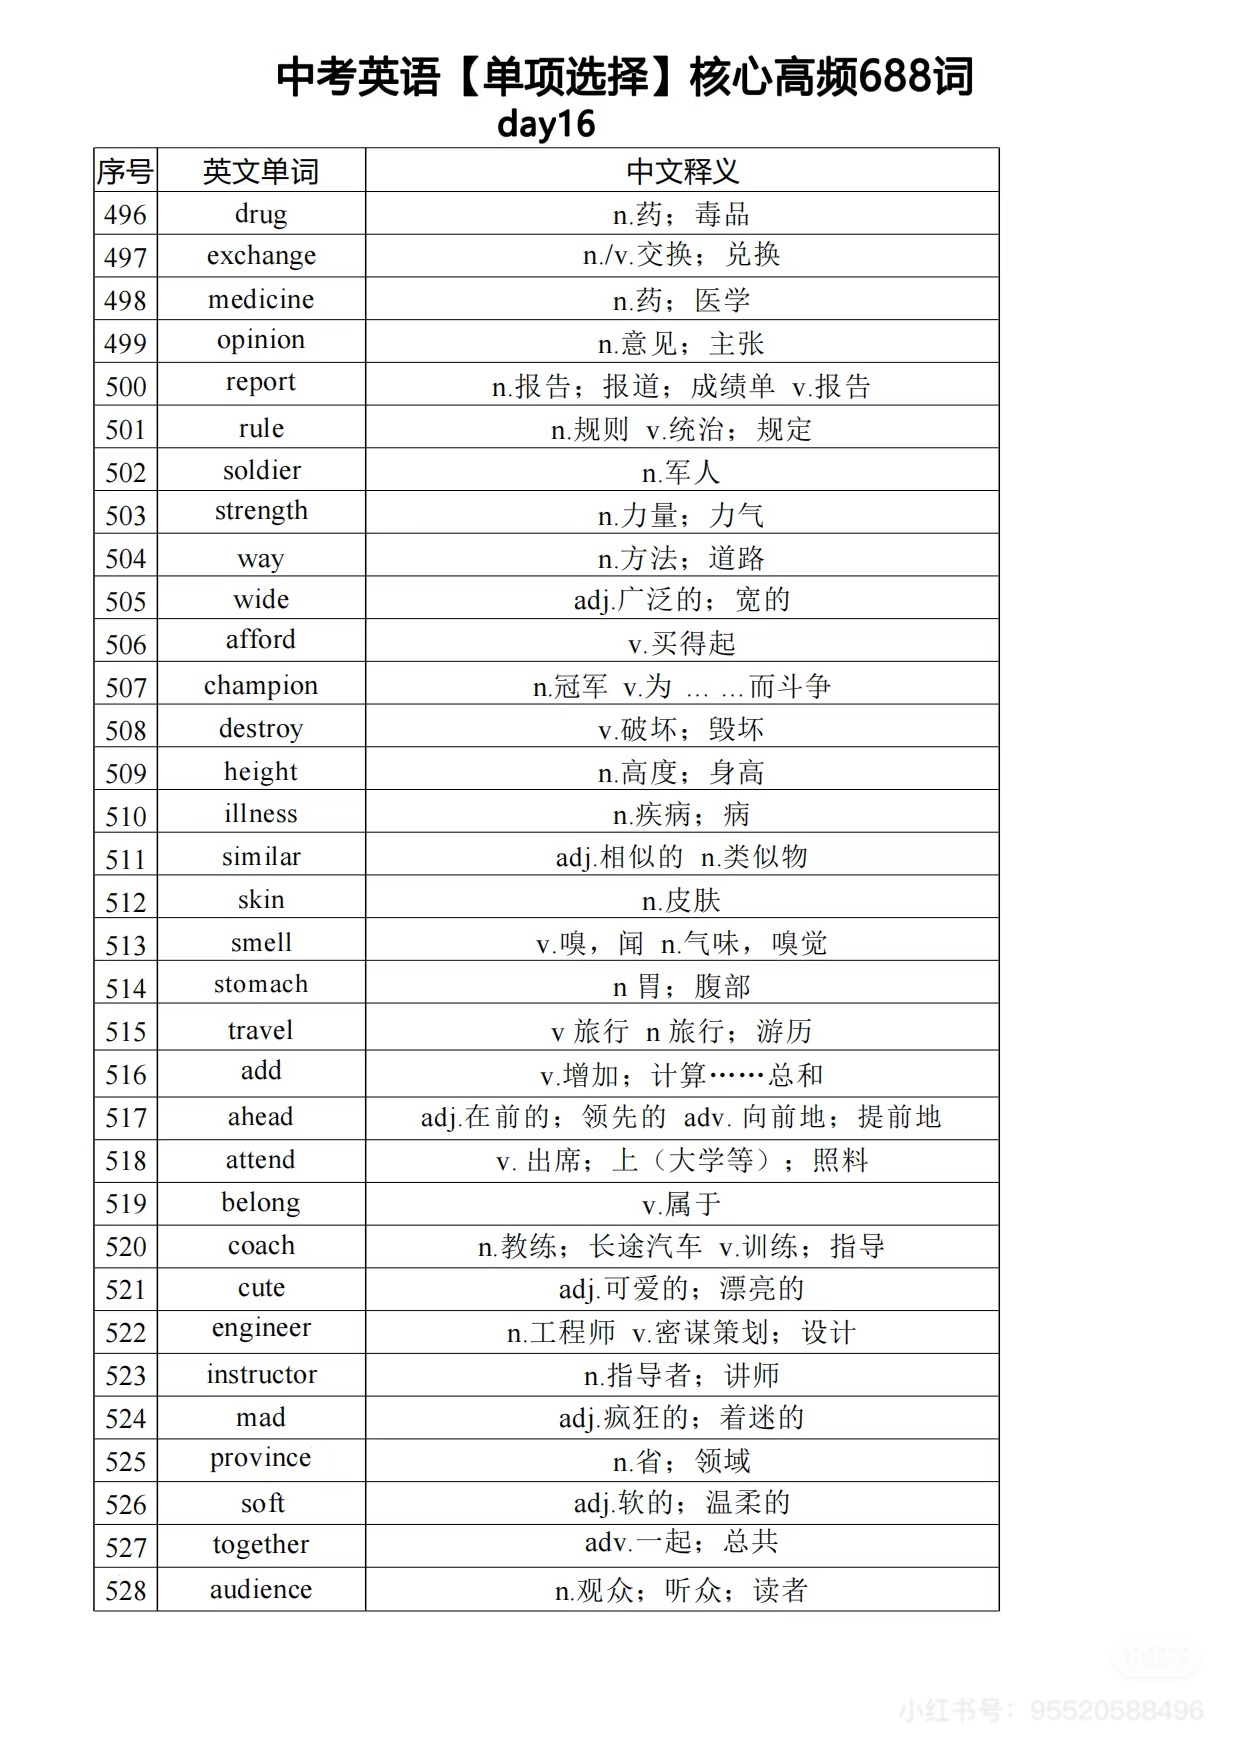 中考英语【单项选择】核心高频688词
day16
序号 英文单词 中文释义
496 drug n.药；毒品
497 exchange n./v.交换；兑换
498 medicine n.药；医学
499 opinion n.意见；主张
500 report n.报告；报道；成绩单 v.报告
501 rule n.规则 v.统治；规定
502 soldier n.军人
503 strength n.力量；力气
504 way n.方法；道路
505 wide adj.广泛的；宽的
506 afford v.买得起
507 champion n.冠军 v.为 … …而斗争
508 destroy v.破坏；毁坏
509 height n.高度；身高
510 illness n.疾病；病
511 similar adj.相似的 n.类似物
512 skin n.皮肤
513 smell v.嗅，闻 n.气味，嗅觉
514 stomach n 胃；腹部
515 travel v 旅行 n 旅行；游历
516 add v.增加；计算……总和
517 ahead adj.在前的；领先的 adv. 向前地；提前地
518 attend v. 出席；上（大学等）；照料
519 belong v.属于
520 coach n.教练；长途汽车 v.训练；指导
521 cute adj.可爱的；漂亮的
522 engineer n.工程师 v.密谋策划；设计
523 instructor n.指导者；讲师
524 mad adj.疯狂的；着迷的
525 province n.省；领域
526 soft adj.软的；温柔的
527 together adv.一起；总共
528 audience n.观众；听众；读者
小红书
小红书号：95520588496